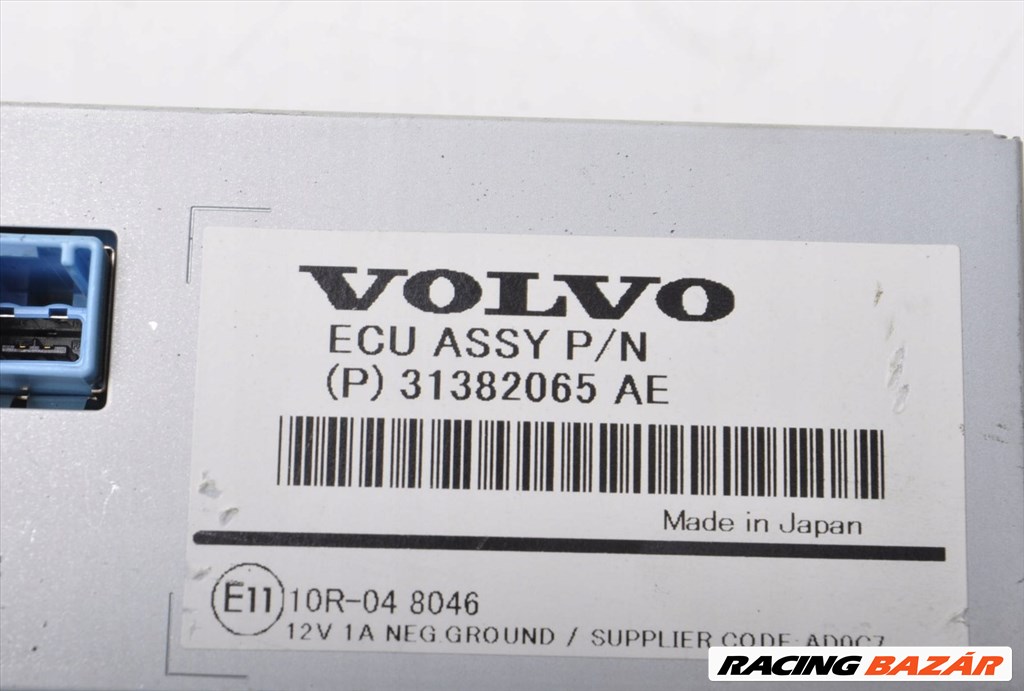 VOLVO
ECU ASSY P/N
(P) 31382065 AE
Made in Japan
E11 10R-04 8046
12V 1A NEG.GROUND / SUPPLIER CODE:
RACING BAZÁR